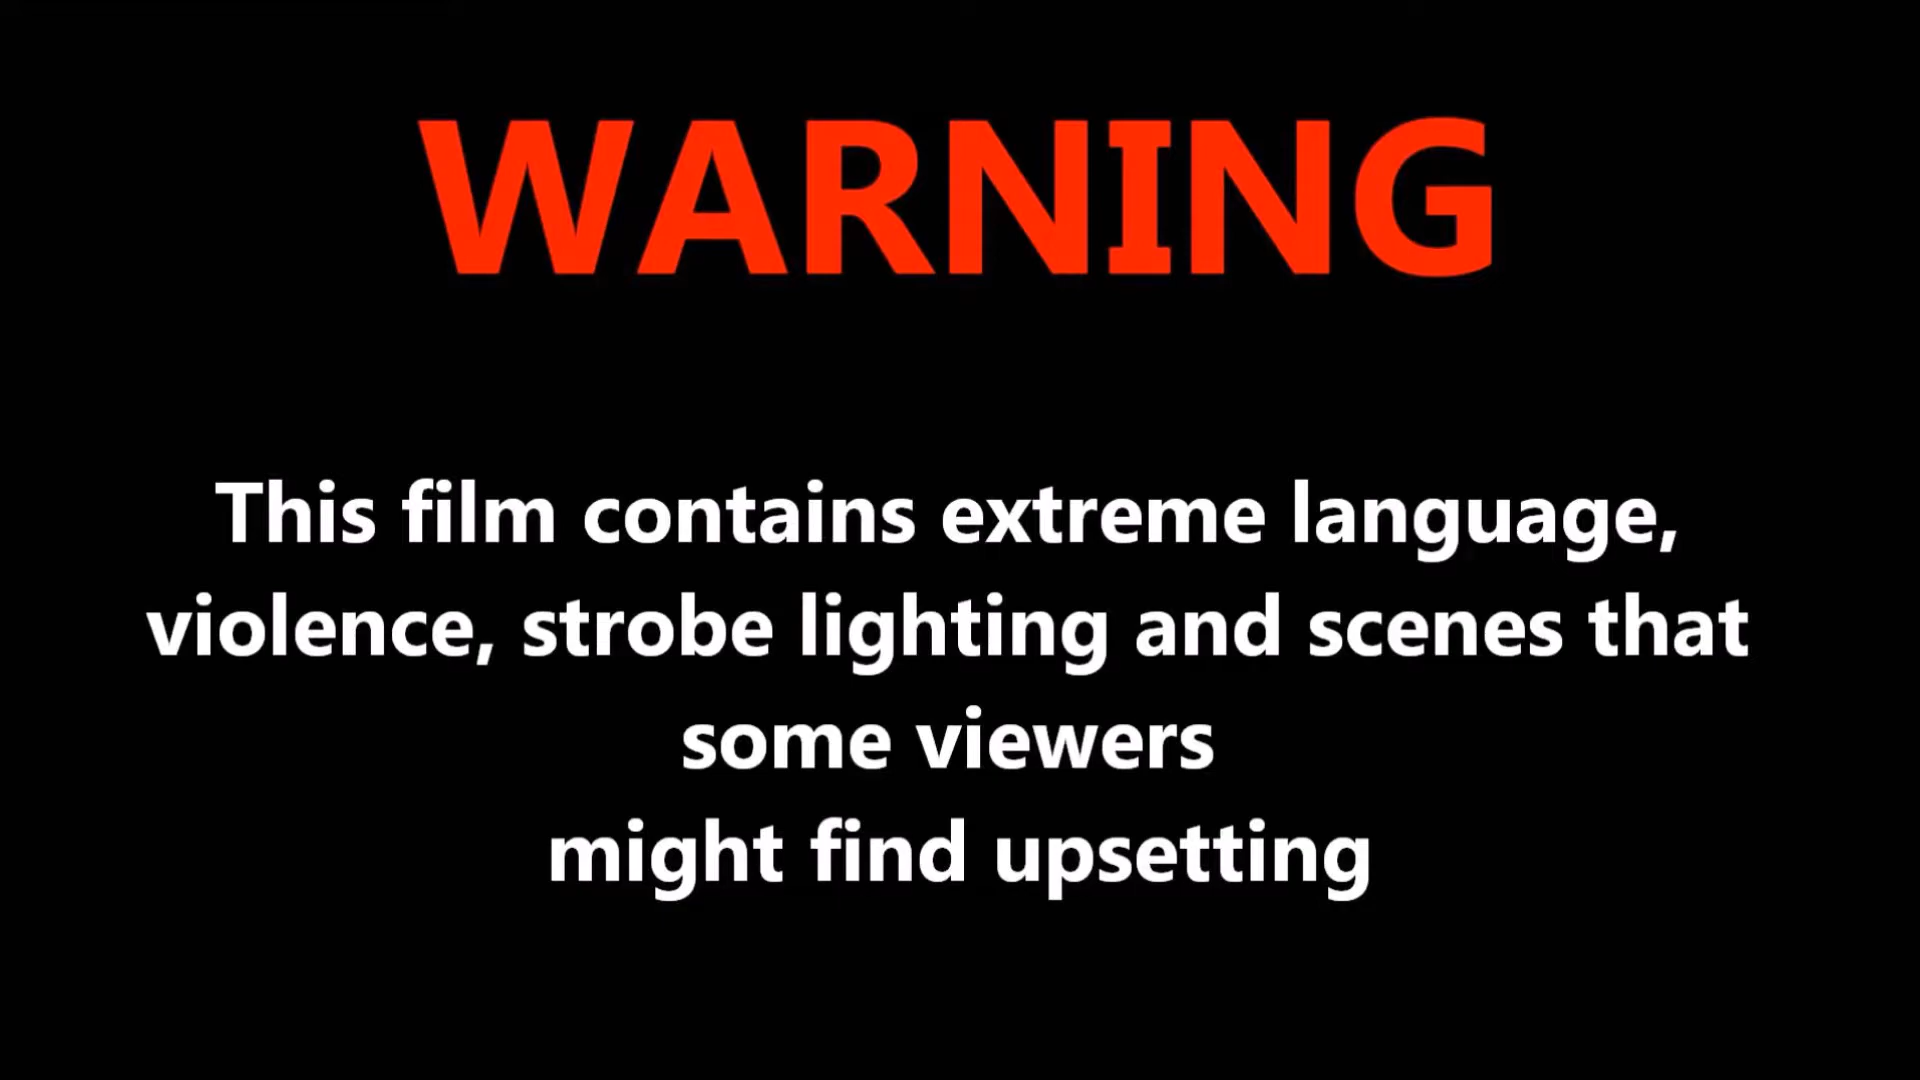 WARNING
This film contains extreme language,
violence, strobe lighting and scenes that
some viewers
might find upsetting